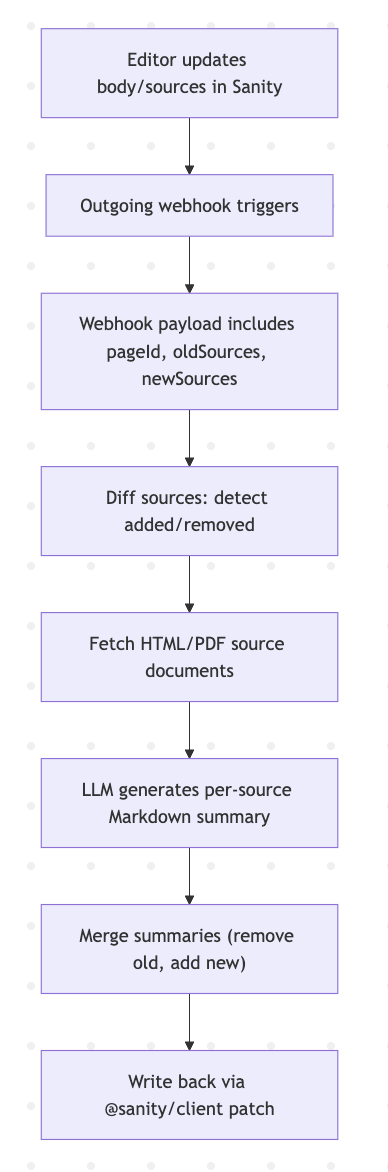 Editor updates
body/sources in Sanity
Outgoing webhook triggers
Webhook payload includes
pageId, oldSources,
newSources
Diff sources: detect
added/removed
Fetch HTML/PDF source
documents
LLM generates per-source
Markdown summary
Merge summaries (remove
old, add new)
Write back via
@sanity/client patch